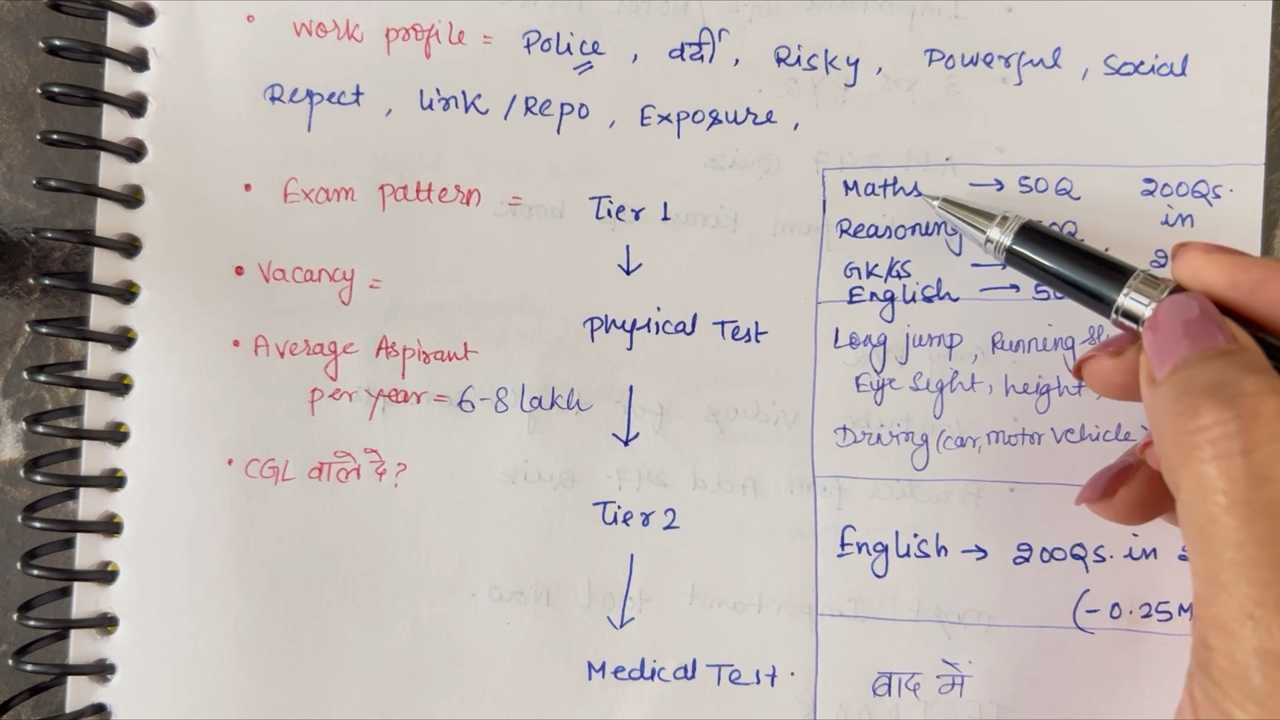 • work profile = Police, वर्दी, Risky, Powerful, Social
Repect, link / Repo, Exposure,
• Exam pattern = Tier 1
↓
Physical Test
↓
Tier 2
↓
Medical Test.
• Vacancy =
• Average Aspirant
per year = 6-8 lakh
• CGL वाले दे?
Maths → 50Q 200Qs.
Reasoning in
GK/GS →
English →
Long jump, Running
Eye Sight, height,
Driving (car, motor vehicle)
English → 200Qs. in
(-0.25M
बाद में